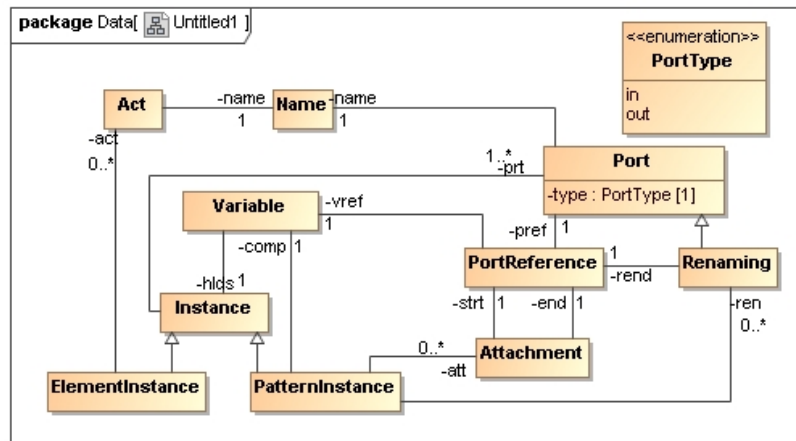 package Data[ Untitled1 ]
<<enumeration>>
PortType
in
out
Act
-name
1
Name
-name
1
-act
0..*
1..*
-prt
Port
-type : PortType [1]
Variable
-vref
1
-comp
1
-pref
1
PortReference
1
-rend
Renaming
-hlds
1
Instance
-strt
1
-end
1
-ren
0..*
0..*
-att
Attachment
ElementInstance
PatternInstance